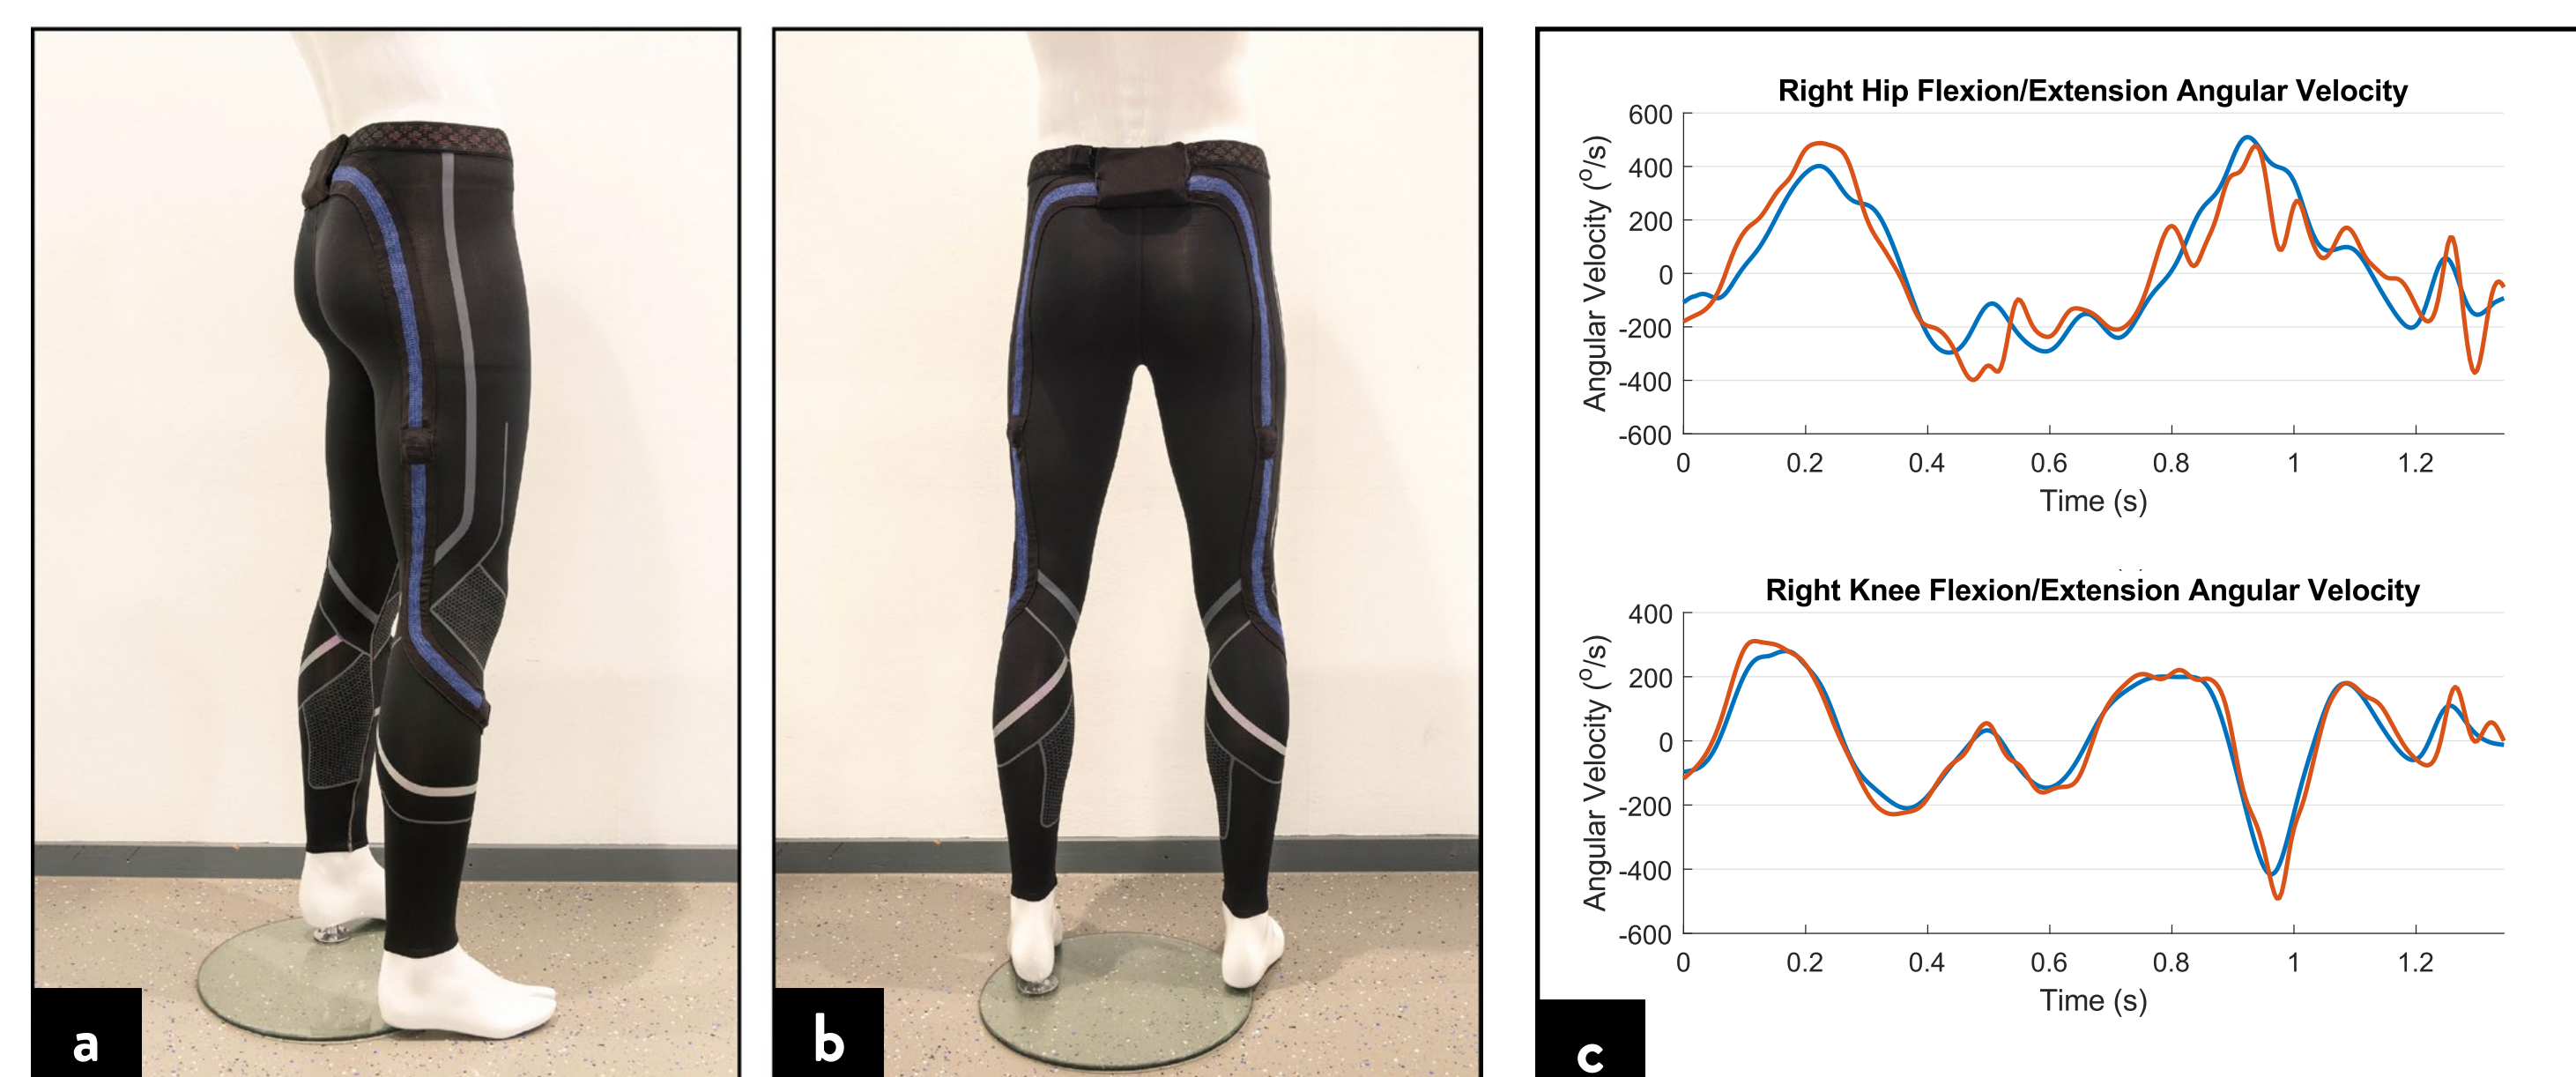 a
b
c
Right Hip Flexion/Extension Angular Velocity
Angular Velocity (⁰/s)
600
400
200
0
-200
-400
-600
0 0.2 0.4 0.6 0.8 1 1.2
Time (s)
Right Knee Flexion/Extension Angular Velocity
Angular Velocity (⁰/s)
400
200
0
-200
-400
-600
0 0.2 0.4 0.6 0.8 1 1.2
Time (s)